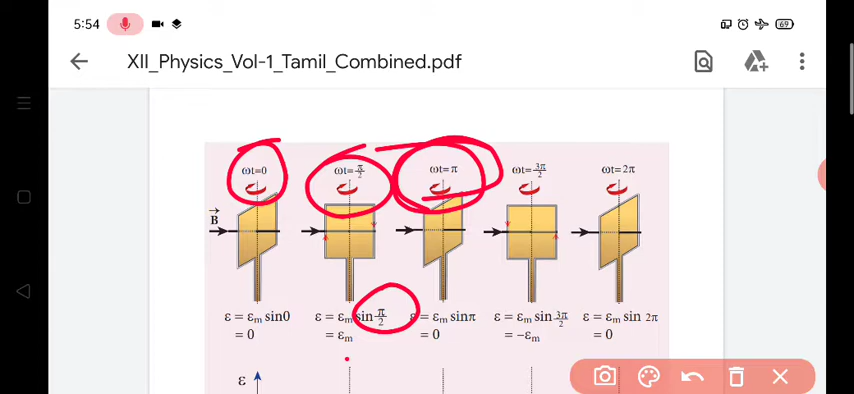 5:54
69
XII_Physics_Vol-1_Tamil_Combined.pdf
ωt=0 ωt=π/2 ωt=π ωt=3π/2 ωt=2π
B⃗
ε = εₘ sin0 ε = εₘ sin π/2 ε = εₘ sinπ ε = εₘ sin 3π/2 ε = εₘ sin 2π
= 0 = εₘ = 0 = −εₘ = 0
ε